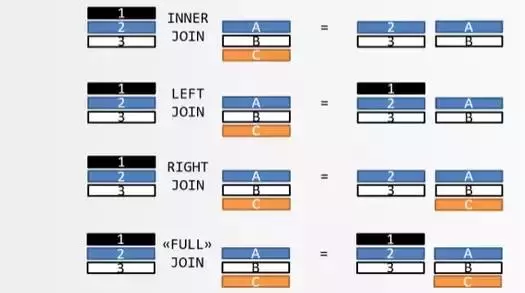 1
INNER
2 A = 2 A
JOIN
3 B 3 B
C
1 1
LEFT
2 A = 2 A
JOIN
3 B 3 B
C
1
RIGHT
2 A = 2 A
JOIN
3 B 3 B
C C
1 1
«FULL»
2 A = 2 A
JOIN
3 B 3 B
C C